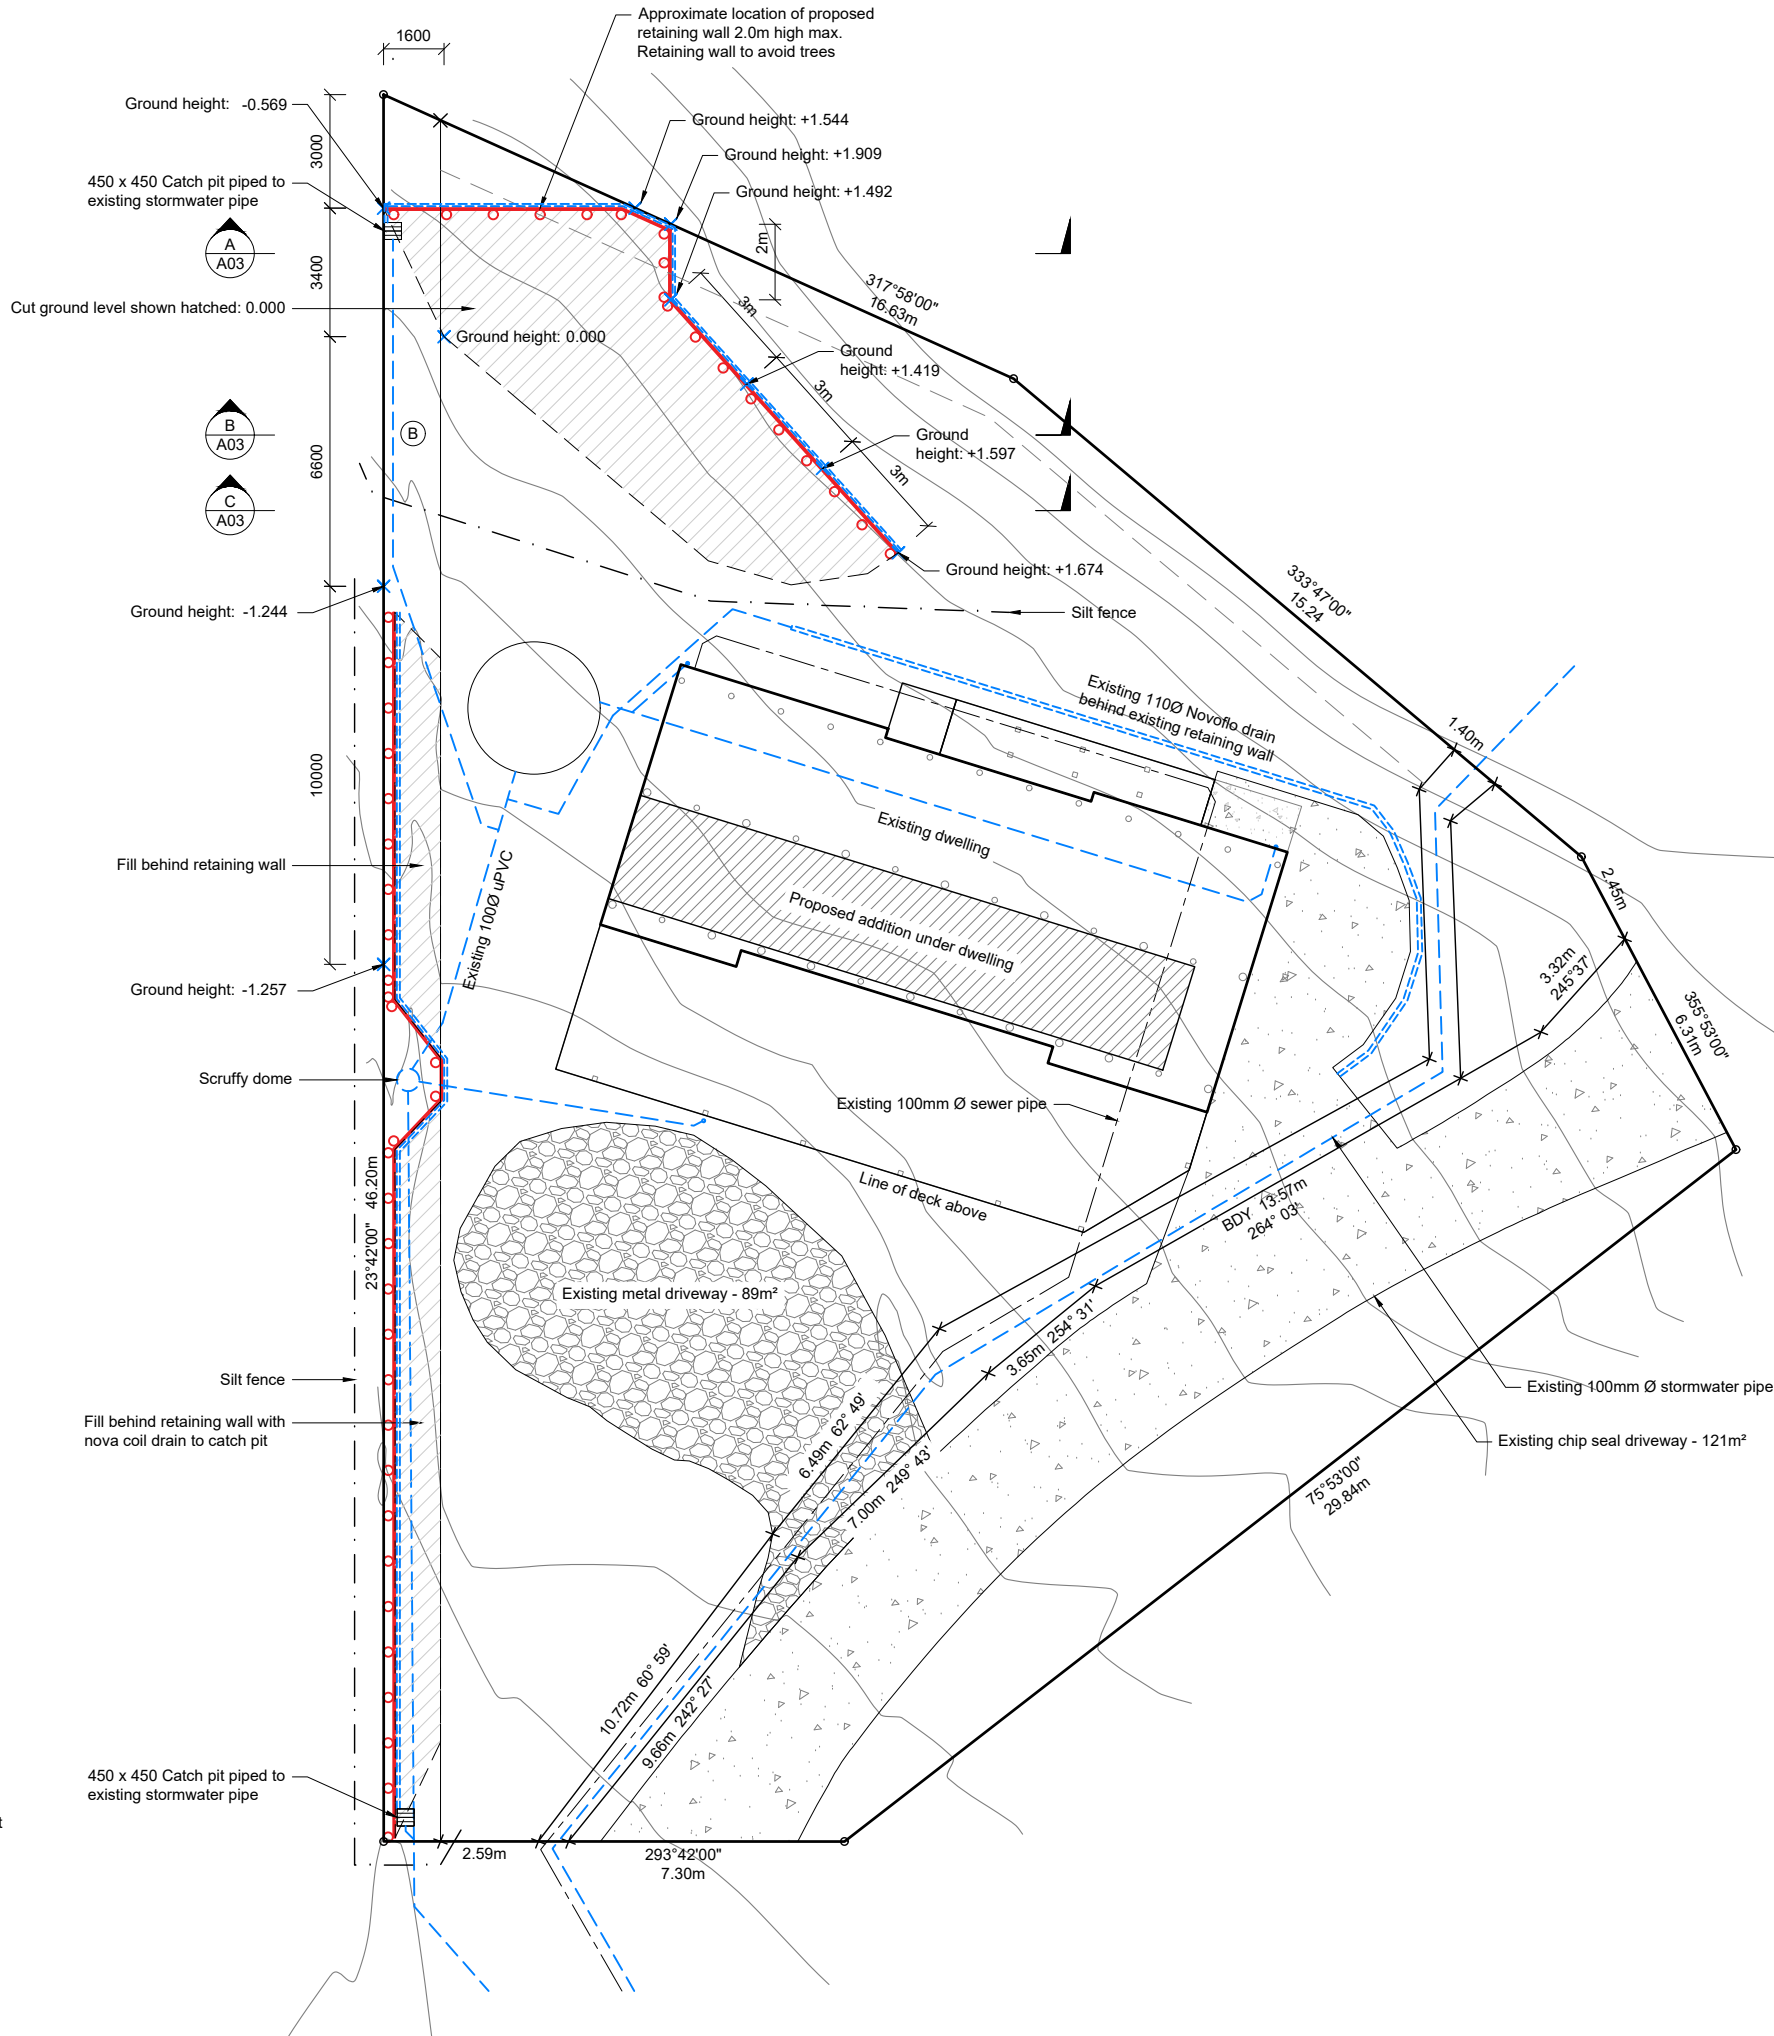 Approximate location of proposed
retaining wall 2.0m high max.
Retaining wall to avoid trees
1600
Ground height: -0.569
Ground height: +1.544
Ground height: +1.909
Ground height: +1.492
3000
450 x 450 Catch pit piped to
existing stormwater pipe
A
A03
3400
2m
317°58'00"
16.63m
Cut ground level shown hatched: 0.000
Ground height: 0.000
3m
Ground
height: +1.419
3m
B
A03
B
Ground
height: +1.597
6600
3m
C
A03
Ground height: +1.674
333°47'00"
15.24
Ground height: -1.244
Silt fence
Existing 110Ø Novoflo drain
behind existing retaining wall
1.40m
10000
Existing dwelling
Fill behind retaining wall
Existing 100Ø uPVC
Proposed addition under dwelling
2.45m
3.32m
245°37'
Ground height: -1.257
355°53'00"
6.31m
Scruffy dome
Existing 100mm Ø sewer pipe
Line of deck above
BDY 13.57m
264° 03'
23°42'00" 46.20m
Existing metal driveway - 89m²
3.65m 254° 31'
Silt fence
Existing 100mm Ø stormwater pipe
Fill behind retaining wall with
nova coil drain to catch pit
6.49m 62° 49'
7.00m 249° 43'
Existing chip seal driveway - 121m²
75°53'00"
29.84m
10.72m 60° 59'
9.66m 242° 27'
450 x 450 Catch pit piped to
existing stormwater pipe
t
2.59m
293°42'00"
7.30m